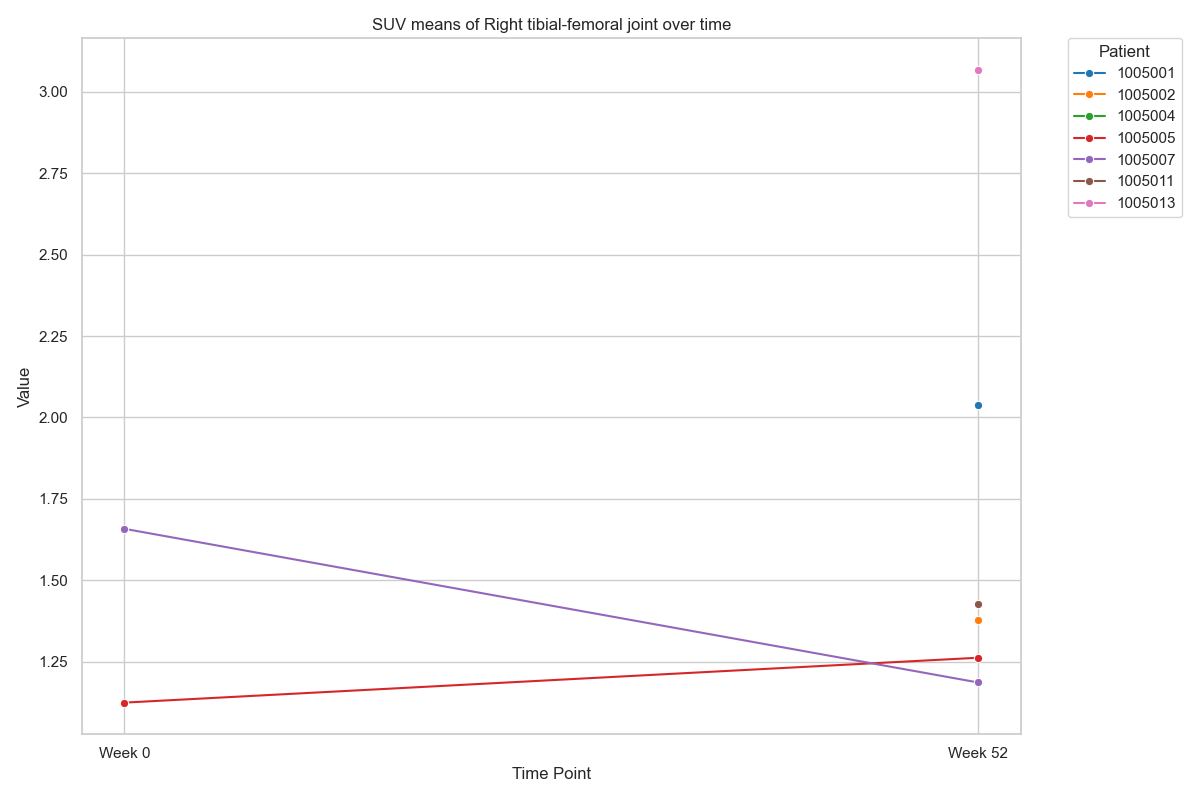 SUV means of Right tibial-femoral joint over time
Patient
1005001
1005002
1005004
1005005
1005007
1005011
1005013
3.00
2.75
2.50
2.25
2.00
1.75
1.50
1.25
Value
Week 0
Week 52
Time Point